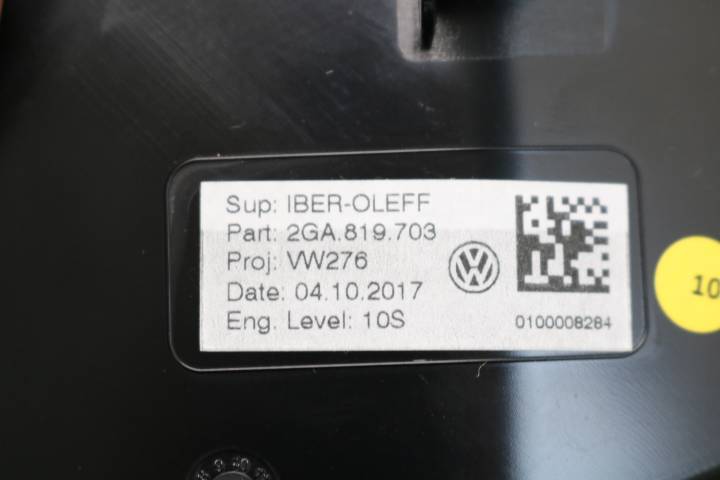 Sup: IBER-OLEFF
Part: 2GA.819.703
Proj: VW276
Date: 04.10.2017
Eng. Level: 10S
0100008284
10